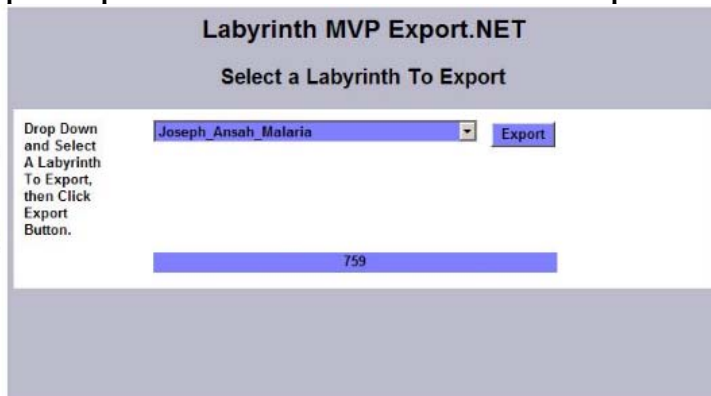 Labyrinth MVP Export.NET
Select a Labyrinth To Export
Drop Down
and Select
A Labyrinth
To Export,
then Click
Export
Button.
Joseph_Ansah_Malaria
Export
759